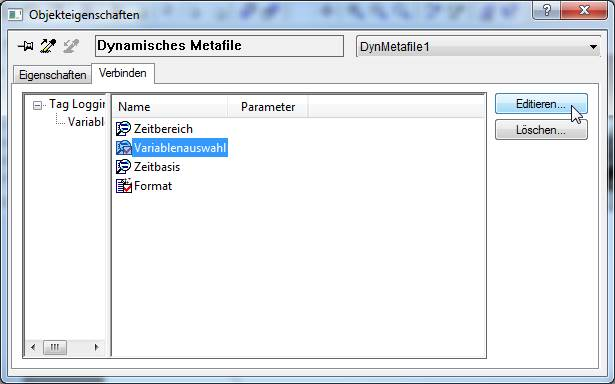 Objekteigenschaften
?
Dynamisches Metafile
DynMetafile1
Eigenschaften
Verbinden
Tag Loggin
Variabl
Name Parameter
Zeitbereich
Variablenauswahl
Zeitbasis
Format
Editieren...
Löschen...